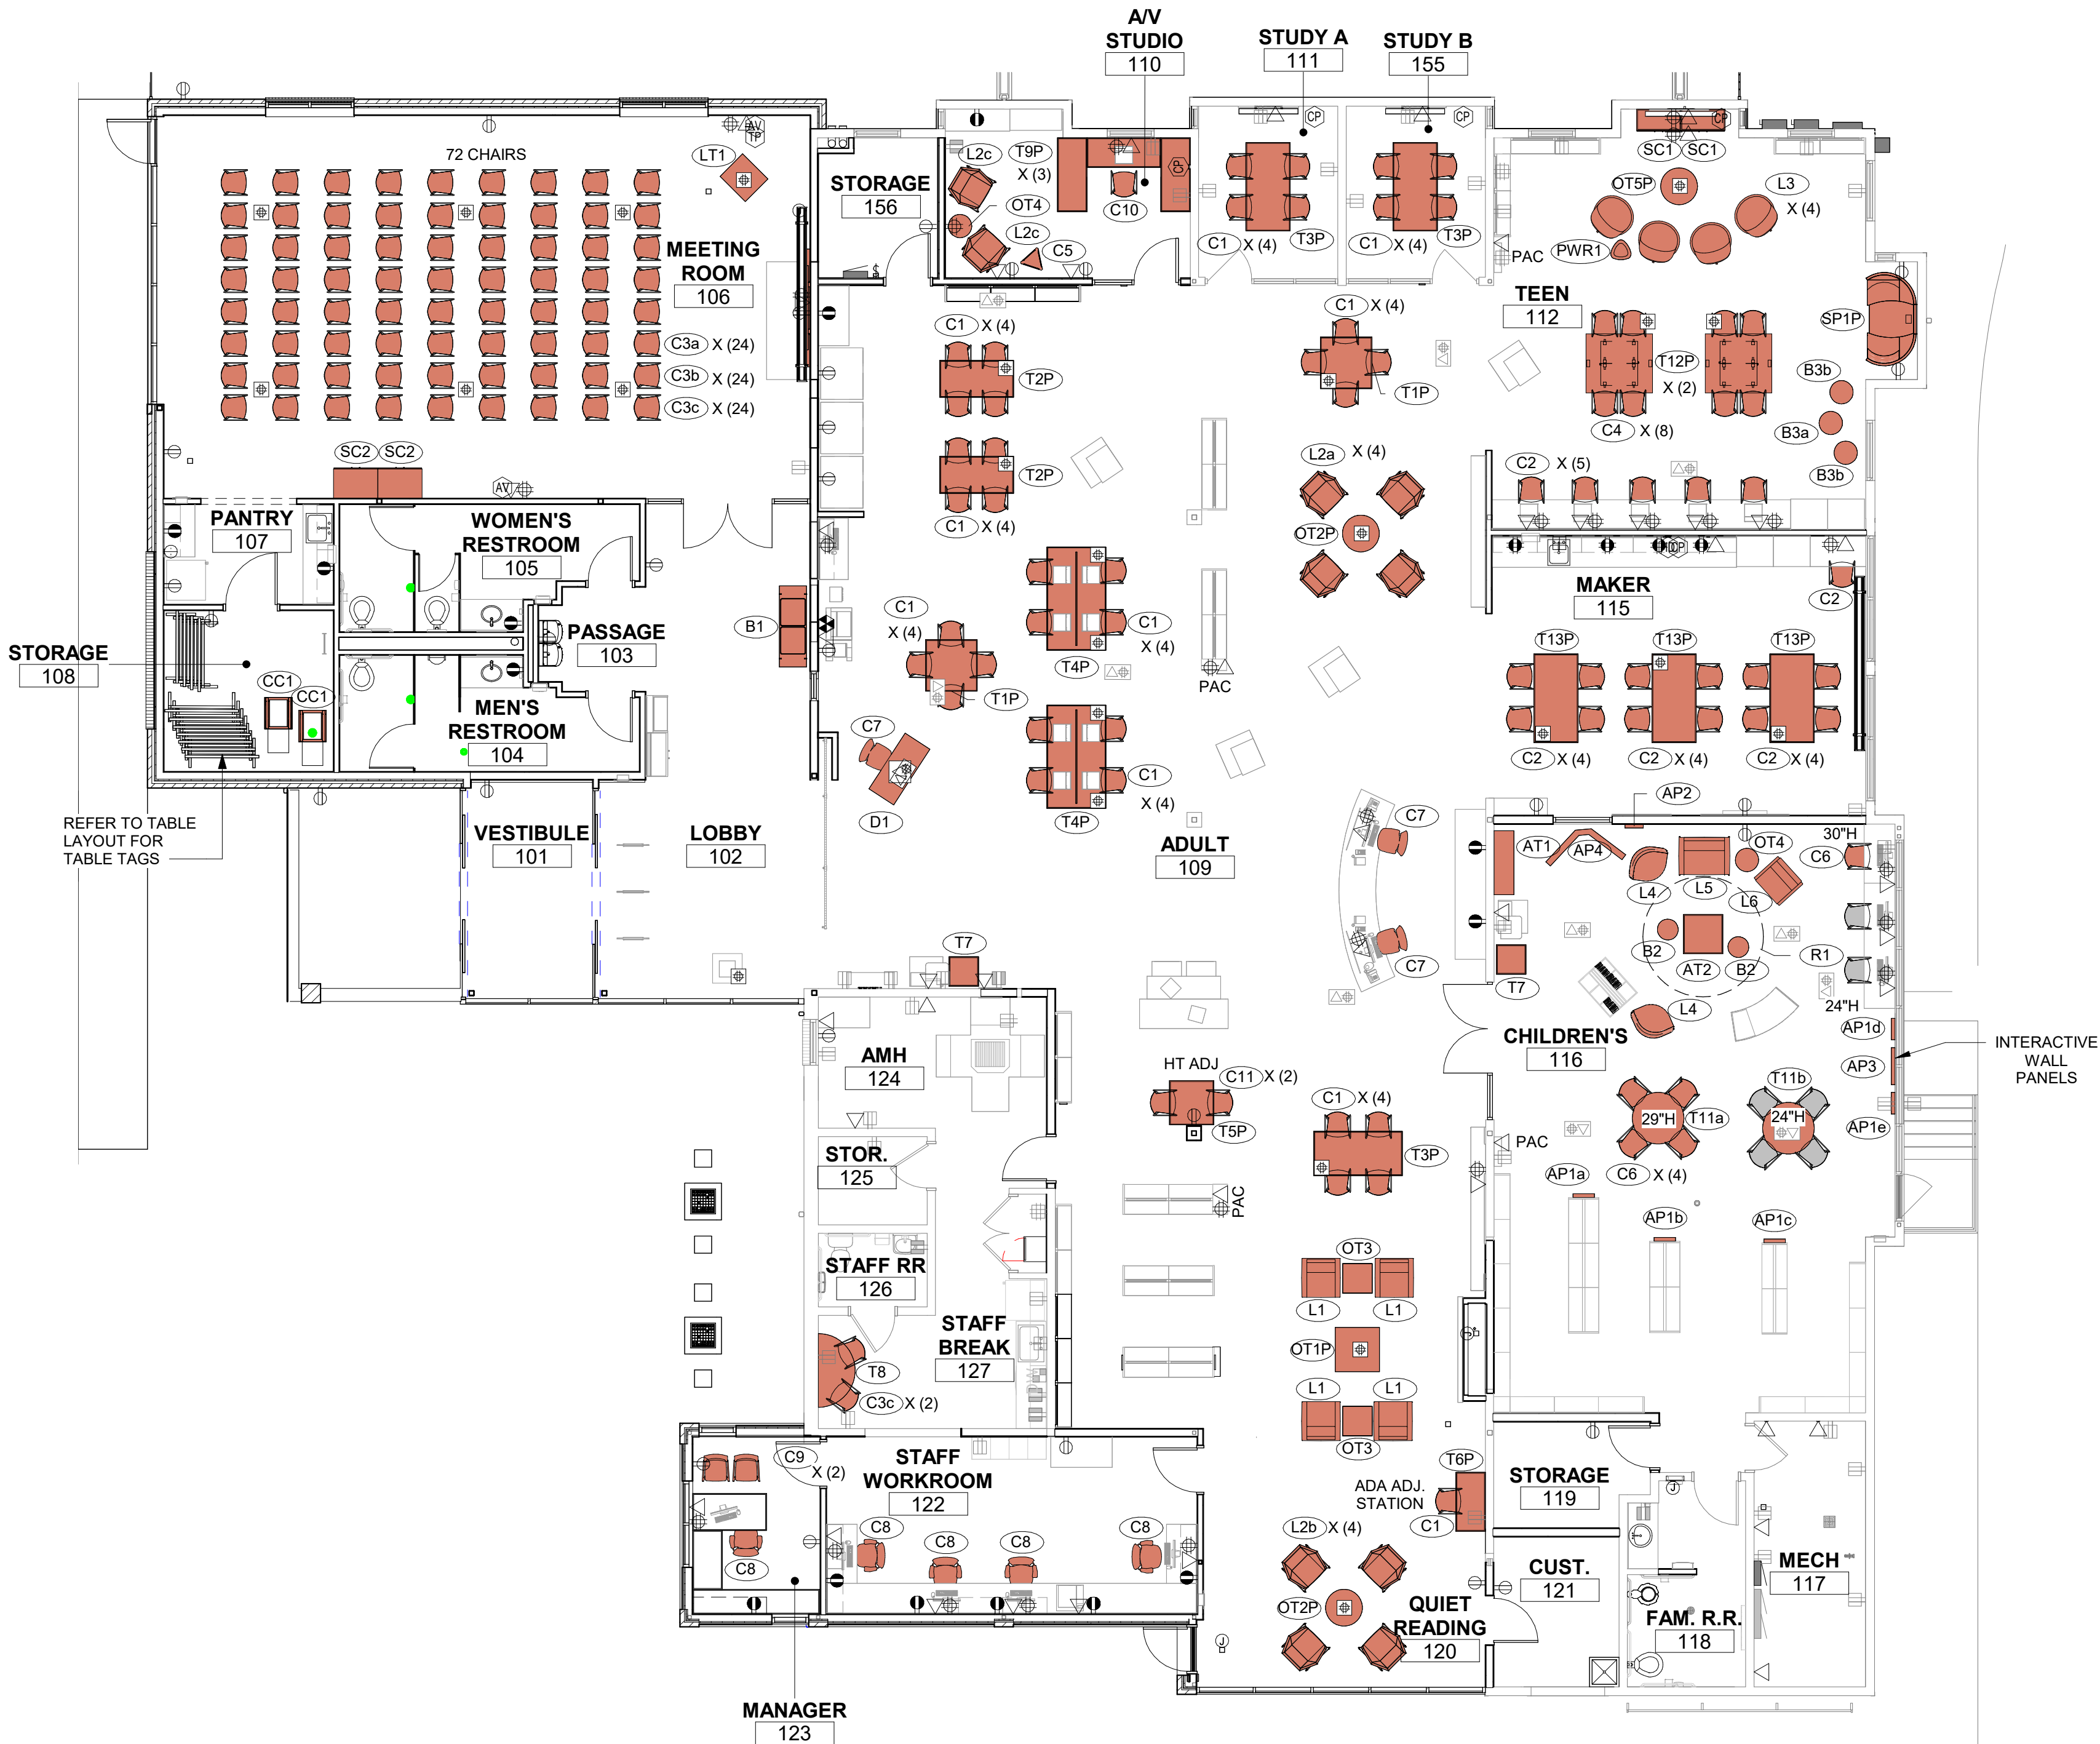 A/V
STUDIO
110
STUDY A
111
STUDY B
155
72 CHAIRS
LT1
AV
TP
MEETING
ROOM
106
C3a X (24)
C3b X (24)
C3c X (24)
SC2 SC2
AV
STORAGE
156
$
L2c
T9P
X (3)
OT4
L2c
C5
C10
CP
CP
C1 X (4)
T3P
CP
C1 X (4)
T3P
PAC
CP
SC1 SC1
OT5P
L3
X (4)
PWR1
TEEN
112
SP1P
T12P
X (2)
C4 X (8)
B3b
B3a
B3b
C2 X (5)
C1 X (4)
T2P
T2P
C1 X (4)
C1 X (4)
T1P
L2a X (4)
OT2P
PANTRY
107
WOMEN'S
RESTROOM
105
PASSAGE
103
MEN'S
RESTROOM
104
B1
STORAGE
108
CC1
CC1
REFER TO TABLE
LAYOUT FOR
TABLE TAGS
VESTIBULE
101
LOBBY
102
C1
X (4)
T1P
C1
X (4)
T4P
C7
D1
C1
X (4)
T4P
PAC
ADULT
109
C7
C7
CP
MAKER
115
C2
T13P
T13P
T13P
C2 X (4)
C2 X (4)
C2 X (4)
AP2
AT1
AP4
OT4
30"H
C6
L4
L5
L6
B2
AT2
B2
R1
T7
L4
24"H
CHILDREN'S
116
AP1d
AP3
AP1e
INTERACTIVE
WALL
PANELS
T11b
29"H
T11a
24"H
C6 X (4)
PAC
AP1a
AP1b
AP1c
T7
AMH
124
HT ADJ
C11 X (2)
T5P
C1 X (4)
T3P
STOR.
125
PAC
STAFF RR
126
STAFF
BREAK
127
T8
C3c X (2)
OT3
L1
L1
OT1P
J
L1
L1
OT3
C9
X (2)
C8
STAFF
WORKROOM
122
C8
C8
C8
C8
T6P
ADA ADJ.
STATION
C1
L2b X (4)
OT2P
QUIET
READING
120
J
STORAGE
119
J
CUST.
121
MECH
117
FAM. R.R.
118
MANAGER
123